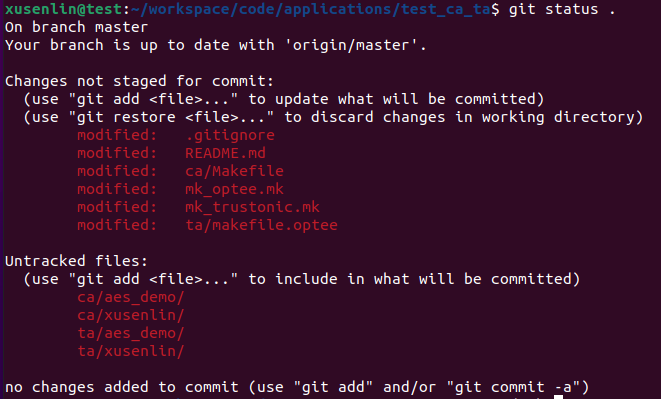 xusenlin@test:~/workspace/code/applications/test_ca_ta$ git status .
On branch master
Your branch is up to date with 'origin/master'.
Changes not staged for commit:
  (use "git add <file>..." to update what will be committed)
  (use "git restore <file>..." to discard changes in working directory)
        modified:   .gitignore
        modified:   README.md
        modified:   ca/Makefile
        modified:   mk_optee.mk
        modified:   mk_trustonic.mk
        modified:   ta/makefile.optee
Untracked files:
  (use "git add <file>..." to include in what will be committed)
        ca/aes_demo/
        ca/xusenlin/
        ta/aes_demo/
        ta/xusenlin/
no changes added to commit (use "git add" and/or "git commit -a")